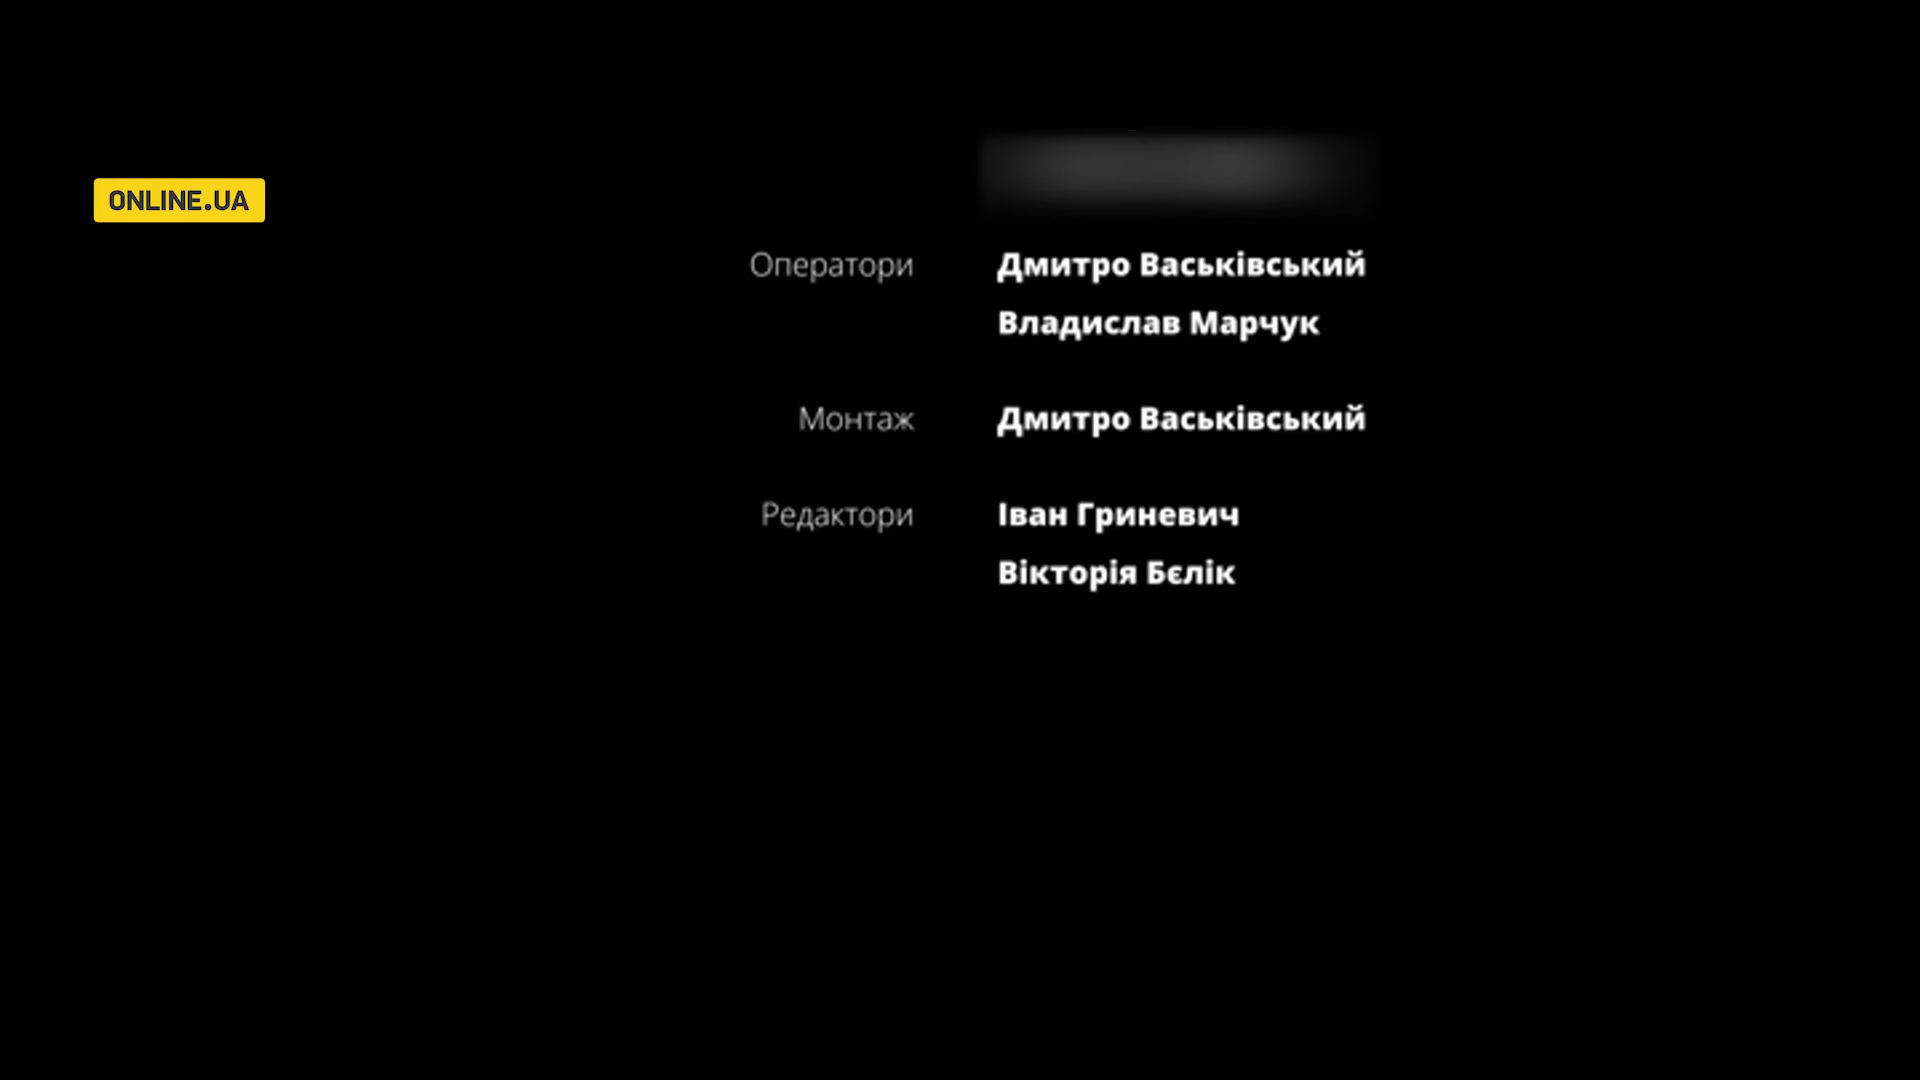 ONLINE.UA
Оператори Дмитро Васьківський
Владислав Марчук
Монтаж Дмитро Васьківський
Редактори Іван Гриневич
Вікторія Бєлік